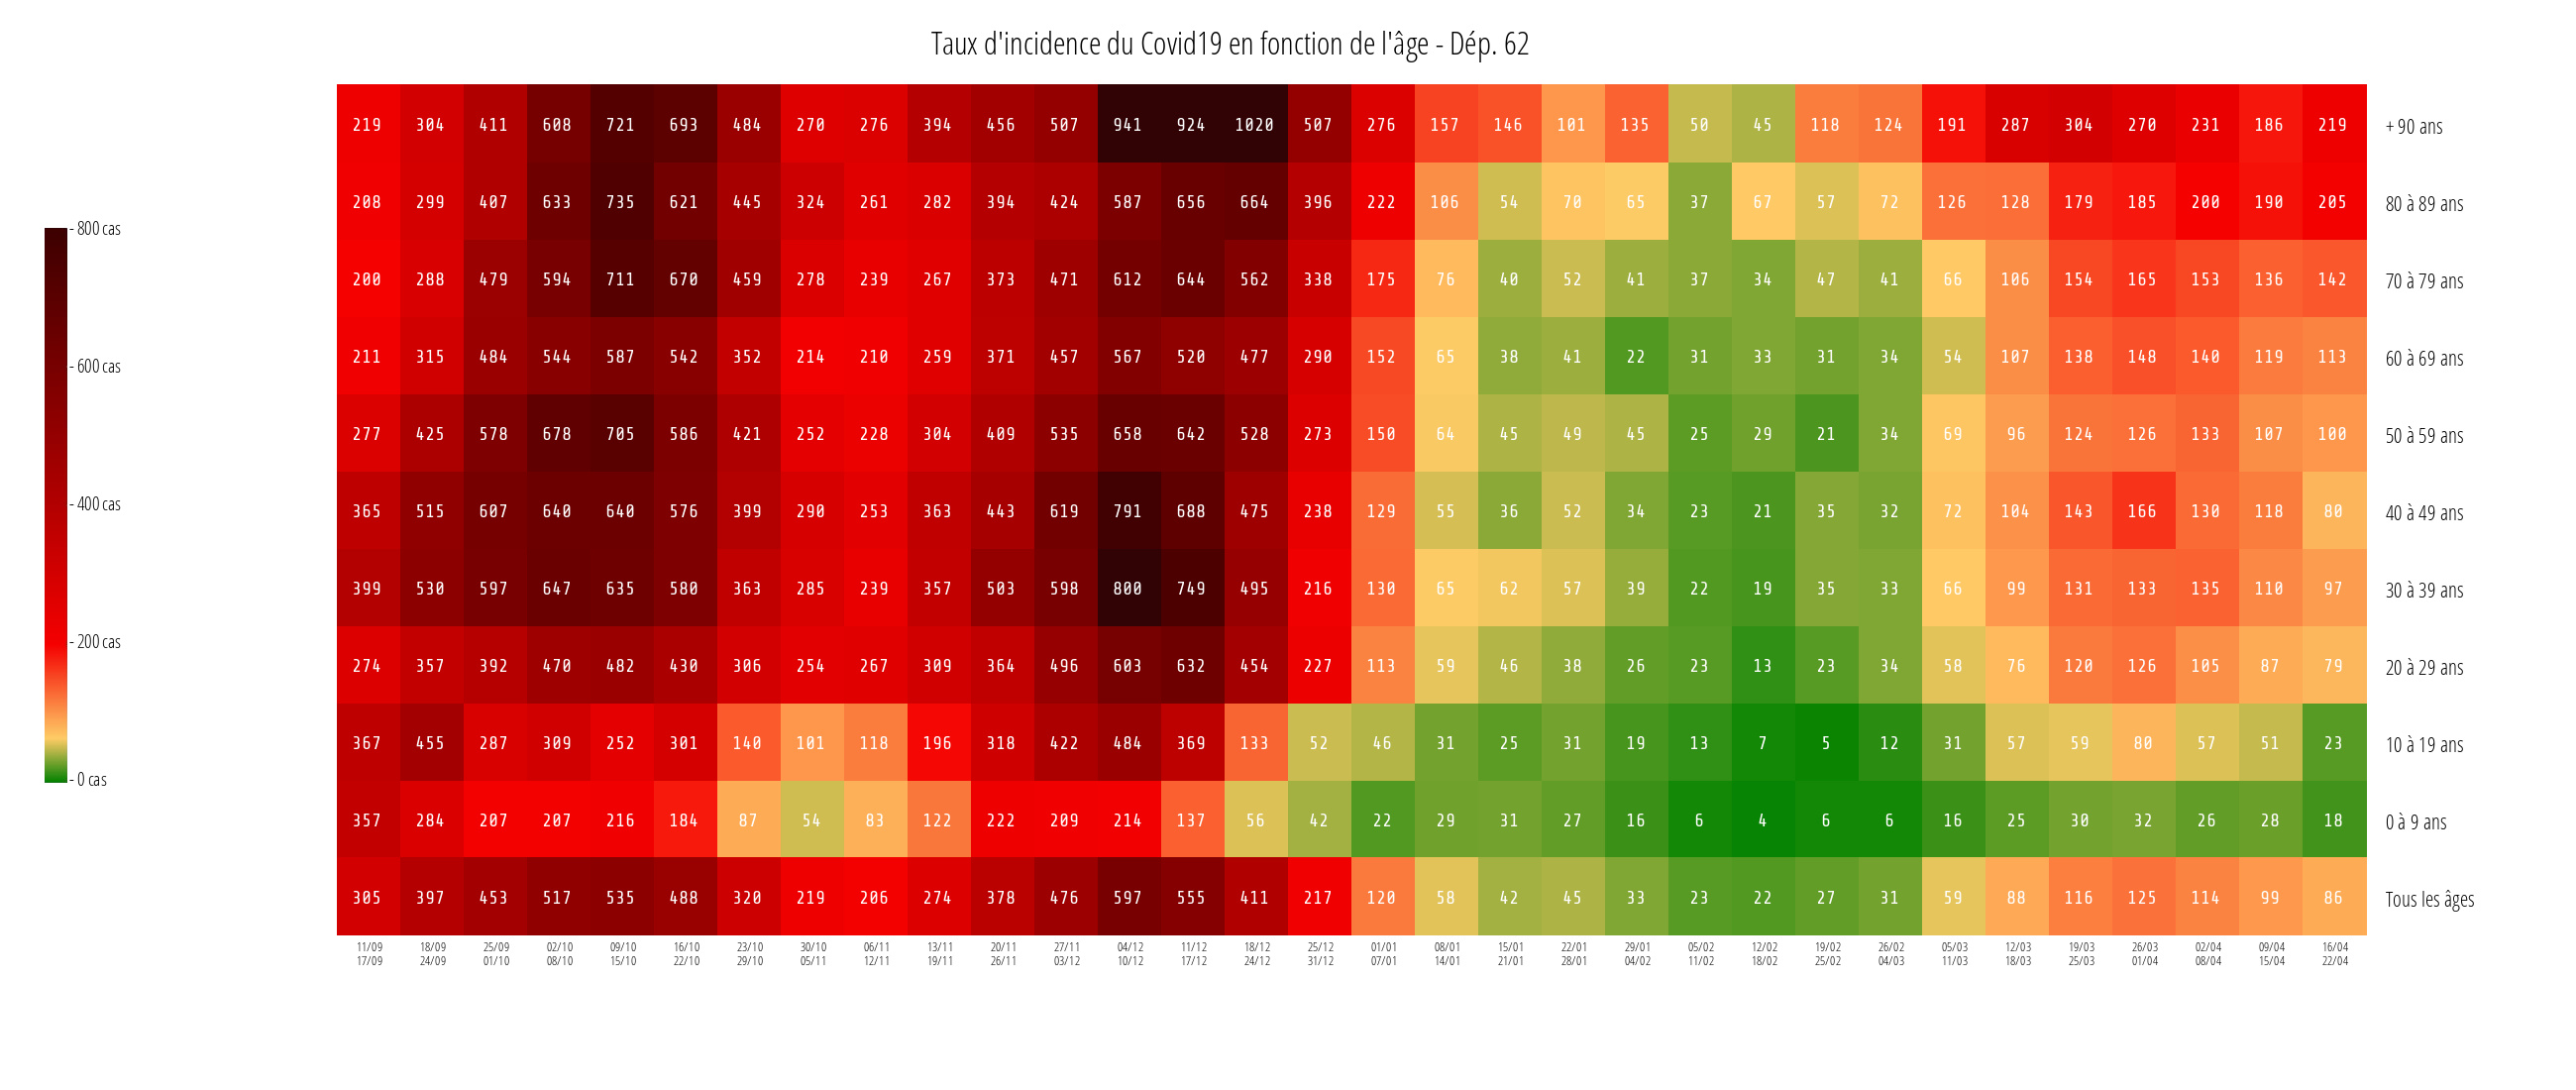 Taux d'incidence du Covid19 en fonction de l'âge - Dép. 62
219 304 411 608 721 693 484 270 276 394 456 507 941 924 1020 507 276 157 146 101 135 50 45 118 124 191 287 304 270 231 186 219 + 90 ans
208 299 407 633 735 621 445 324 261 282 394 424 587 656 664 396 222 106 54 70 65 37 67 57 72 126 128 179 185 200 190 205 80 à 89 ans
- 800 cas
200 288 479 594 711 670 459 278 239 267 373 471 612 644 562 338 175 76 40 52 41 37 34 47 41 66 106 154 165 153 136 142 70 à 79 ans
211 315 484 544 587 542 352 214 210 259 371 457 567 520 477 290 152 65 38 41 22 31 33 31 34 54 107 138 148 140 119 113 60 à 69 ans
- 600 cas
277 425 578 678 705 586 421 252 228 304 409 535 658 642 528 273 150 64 45 49 45 25 29 21 34 69 96 124 126 133 107 100 50 à 59 ans
- 400 cas
365 515 607 640 640 576 399 290 253 363 443 619 791 688 475 238 129 55 36 52 34 23 21 35 32 72 104 143 166 130 118 80 40 à 49 ans
399 530 597 647 635 580 363 285 239 357 503 598 800 749 495 216 130 65 62 57 39 22 19 35 33 66 99 131 133 135 110 97 30 à 39 ans
- 200 cas
274 357 392 470 482 430 306 254 267 309 364 496 603 632 454 227 113 59 46 38 26 23 13 23 34 58 76 120 126 105 87 79 20 à 29 ans
367 455 287 309 252 301 140 101 118 196 318 422 484 369 133 52 46 31 25 31 19 13 7 5 12 31 57 59 80 57 51 23 10 à 19 ans
- 0 cas
357 284 207 207 216 184 87 54 83 122 222 209 214 137 56 42 22 29 31 27 16 6 4 6 6 16 25 30 32 26 28 18 0 à 9 ans
305 397 453 517 535 488 320 219 206 274 378 476 597 555 411 217 120 58 42 45 33 23 22 27 31 59 88 116 125 114 99 86 Tous les âges
11/09 18/09 25/09 02/10 09/10 16/10 23/10 30/10 06/11 13/11 20/11 27/11 04/12 11/12 18/12 25/12 01/01 08/01 15/01 22/01 29/01 05/02 12/02 19/02 26/02 05/03 12/03 19/03 26/03 02/04 09/04 16/04
17/09 24/09 01/10 08/10 15/10 22/10 29/10 05/11 12/11 19/11 26/11 03/12 10/12 17/12 24/12 31/12 07/01 14/01 21/01 28/01 04/02 11/02 18/02 25/02 04/03 11/03 18/03 25/03 01/04 08/04 15/04 22/04